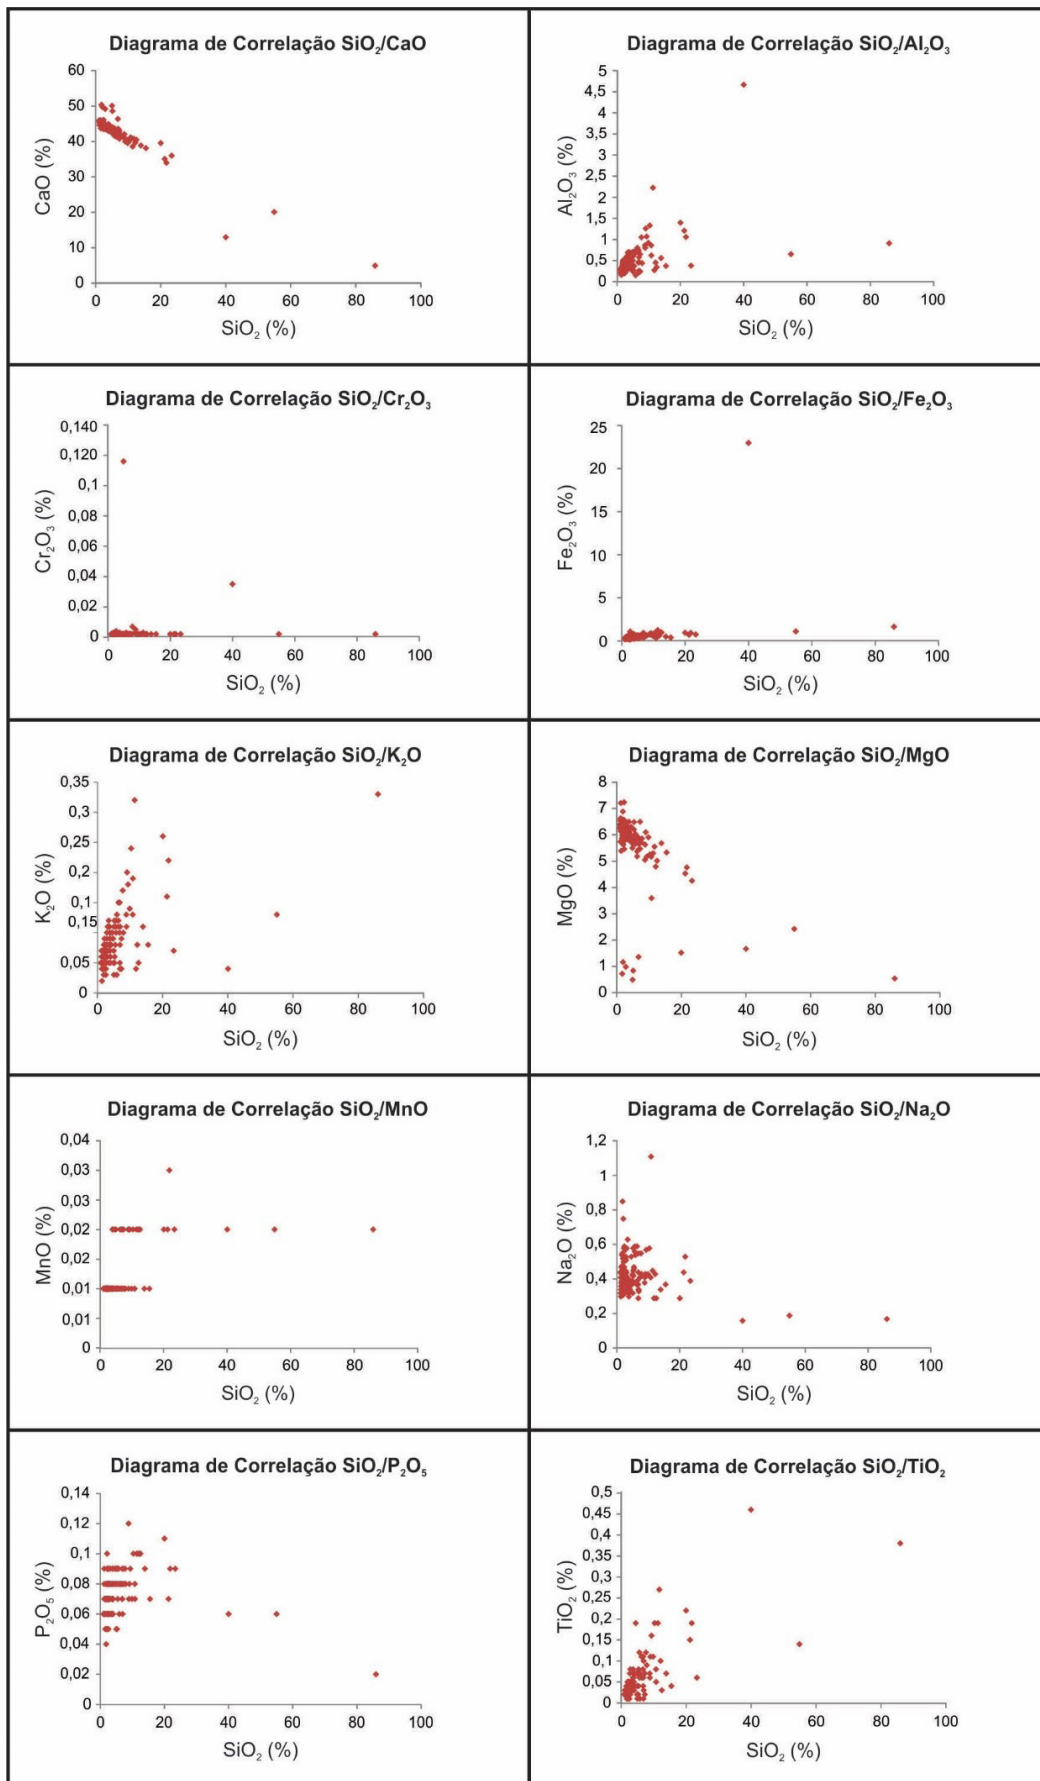 Diagrama de Correlação SiO₂/CaO
60
50
40
30
20
10
0
CaO (%)
0 20 40 60 80 100
SiO₂ (%)
Diagrama de Correlação SiO₂/Al₂O₃
5
4,5
4
3,5
3
2,5
2
1,5
1
0,5
0
Al₂O₃ (%)
0 20 40 60 80 100
SiO₂ (%)
Diagrama de Correlação SiO₂/Cr₂O₃
0,140
0,120
0,1
0,08
0,06
0,04
0,02
0
Cr₂O₃ (%)
0 20 40 60 80 100
SiO₂ (%)
Diagrama de Correlação SiO₂/Fe₂O₃
25
20
15
10
5
0
Fe₂O₃ (%)
0 20 40 60 80 100
SiO₂ (%)
Diagrama de Correlação SiO₂/K₂O
0,35
0,3
0,25
0,2
0,1
0,15
0,05
0
K₂O (%)
0 20 40 60 80 100
SiO₂ (%)
Diagrama de Correlação SiO₂/MgO
8
7
6
5
4
3
2
1
0
MgO (%)
0 20 40 60 80 100
SiO₂ (%)
Diagrama de Correlação SiO₂/MnO
0,04
0,03
0,03
0,02
0,02
0,01
0,01
0
MnO (%)
0 20 40 60 80 100
SiO₂ (%)
Diagrama de Correlação SiO₂/Na₂O
1,2
1
0,8
0,6
0,4
0,2
0
Na₂O (%)
0 20 40 60 80 100
SiO₂ (%)
Diagrama de Correlação SiO₂/P₂O₅
0,14
0,12
0,1
0,08
0,06
0,04
0,02
0
P₂O₅ (%)
0 20 40 60 80 100
SiO₂ (%)
Diagrama de Correlação SiO₂/TiO₂
0,5
0,45
0,4
0,35
0,3
0,25
0,2
0,15
0,1
0,05
0
TiO₂ (%)
0 20 40 60 80 100
SiO₂ (%)